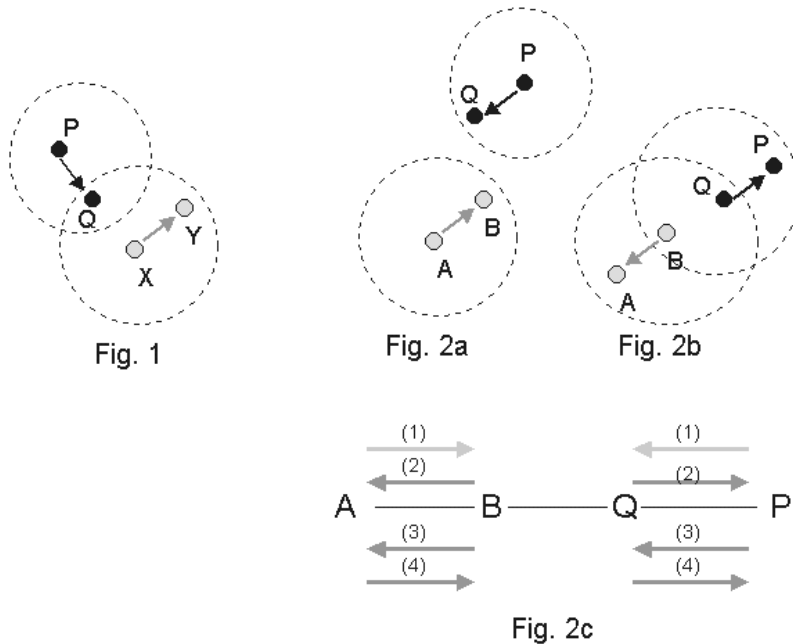 P
Q
X
Y
Fig. 1
P
Q
A
B
Fig. 2a
P
Q
B
A
Fig. 2b
(1) (1)
(2) (2)
A B Q P
(3) (3)
(4) (4)
Fig. 2c